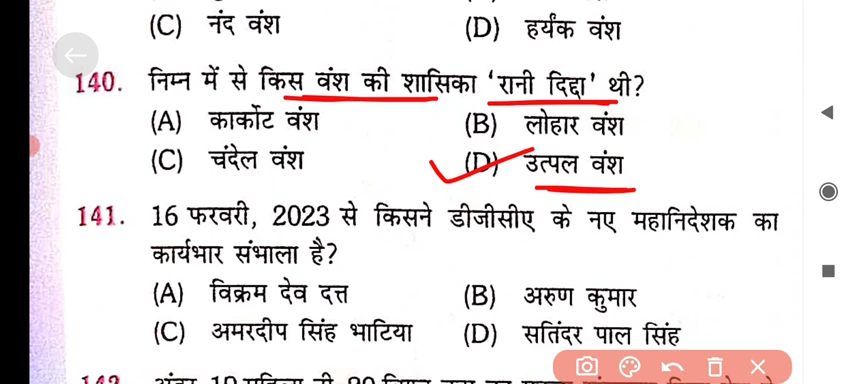 (C) नंद वंश (D) हर्यंक वंश
140. निम्न में से किस वंश की शासिका 'रानी दिद्दा' थी?
(A) कार्कोट वंश (B) लोहार वंश
(C) चंदेल वंश (D) उत्पल वंश
141. 16 फरवरी, 2023 से किसने डीजीसीए के नए महानिदेशक का
कार्यभार संभाला है?
(A) विक्रम देव दत्त (B) अरुण कुमार
(C) अमरदीप सिंह भाटिया (D) सतिंदर पाल सिंह